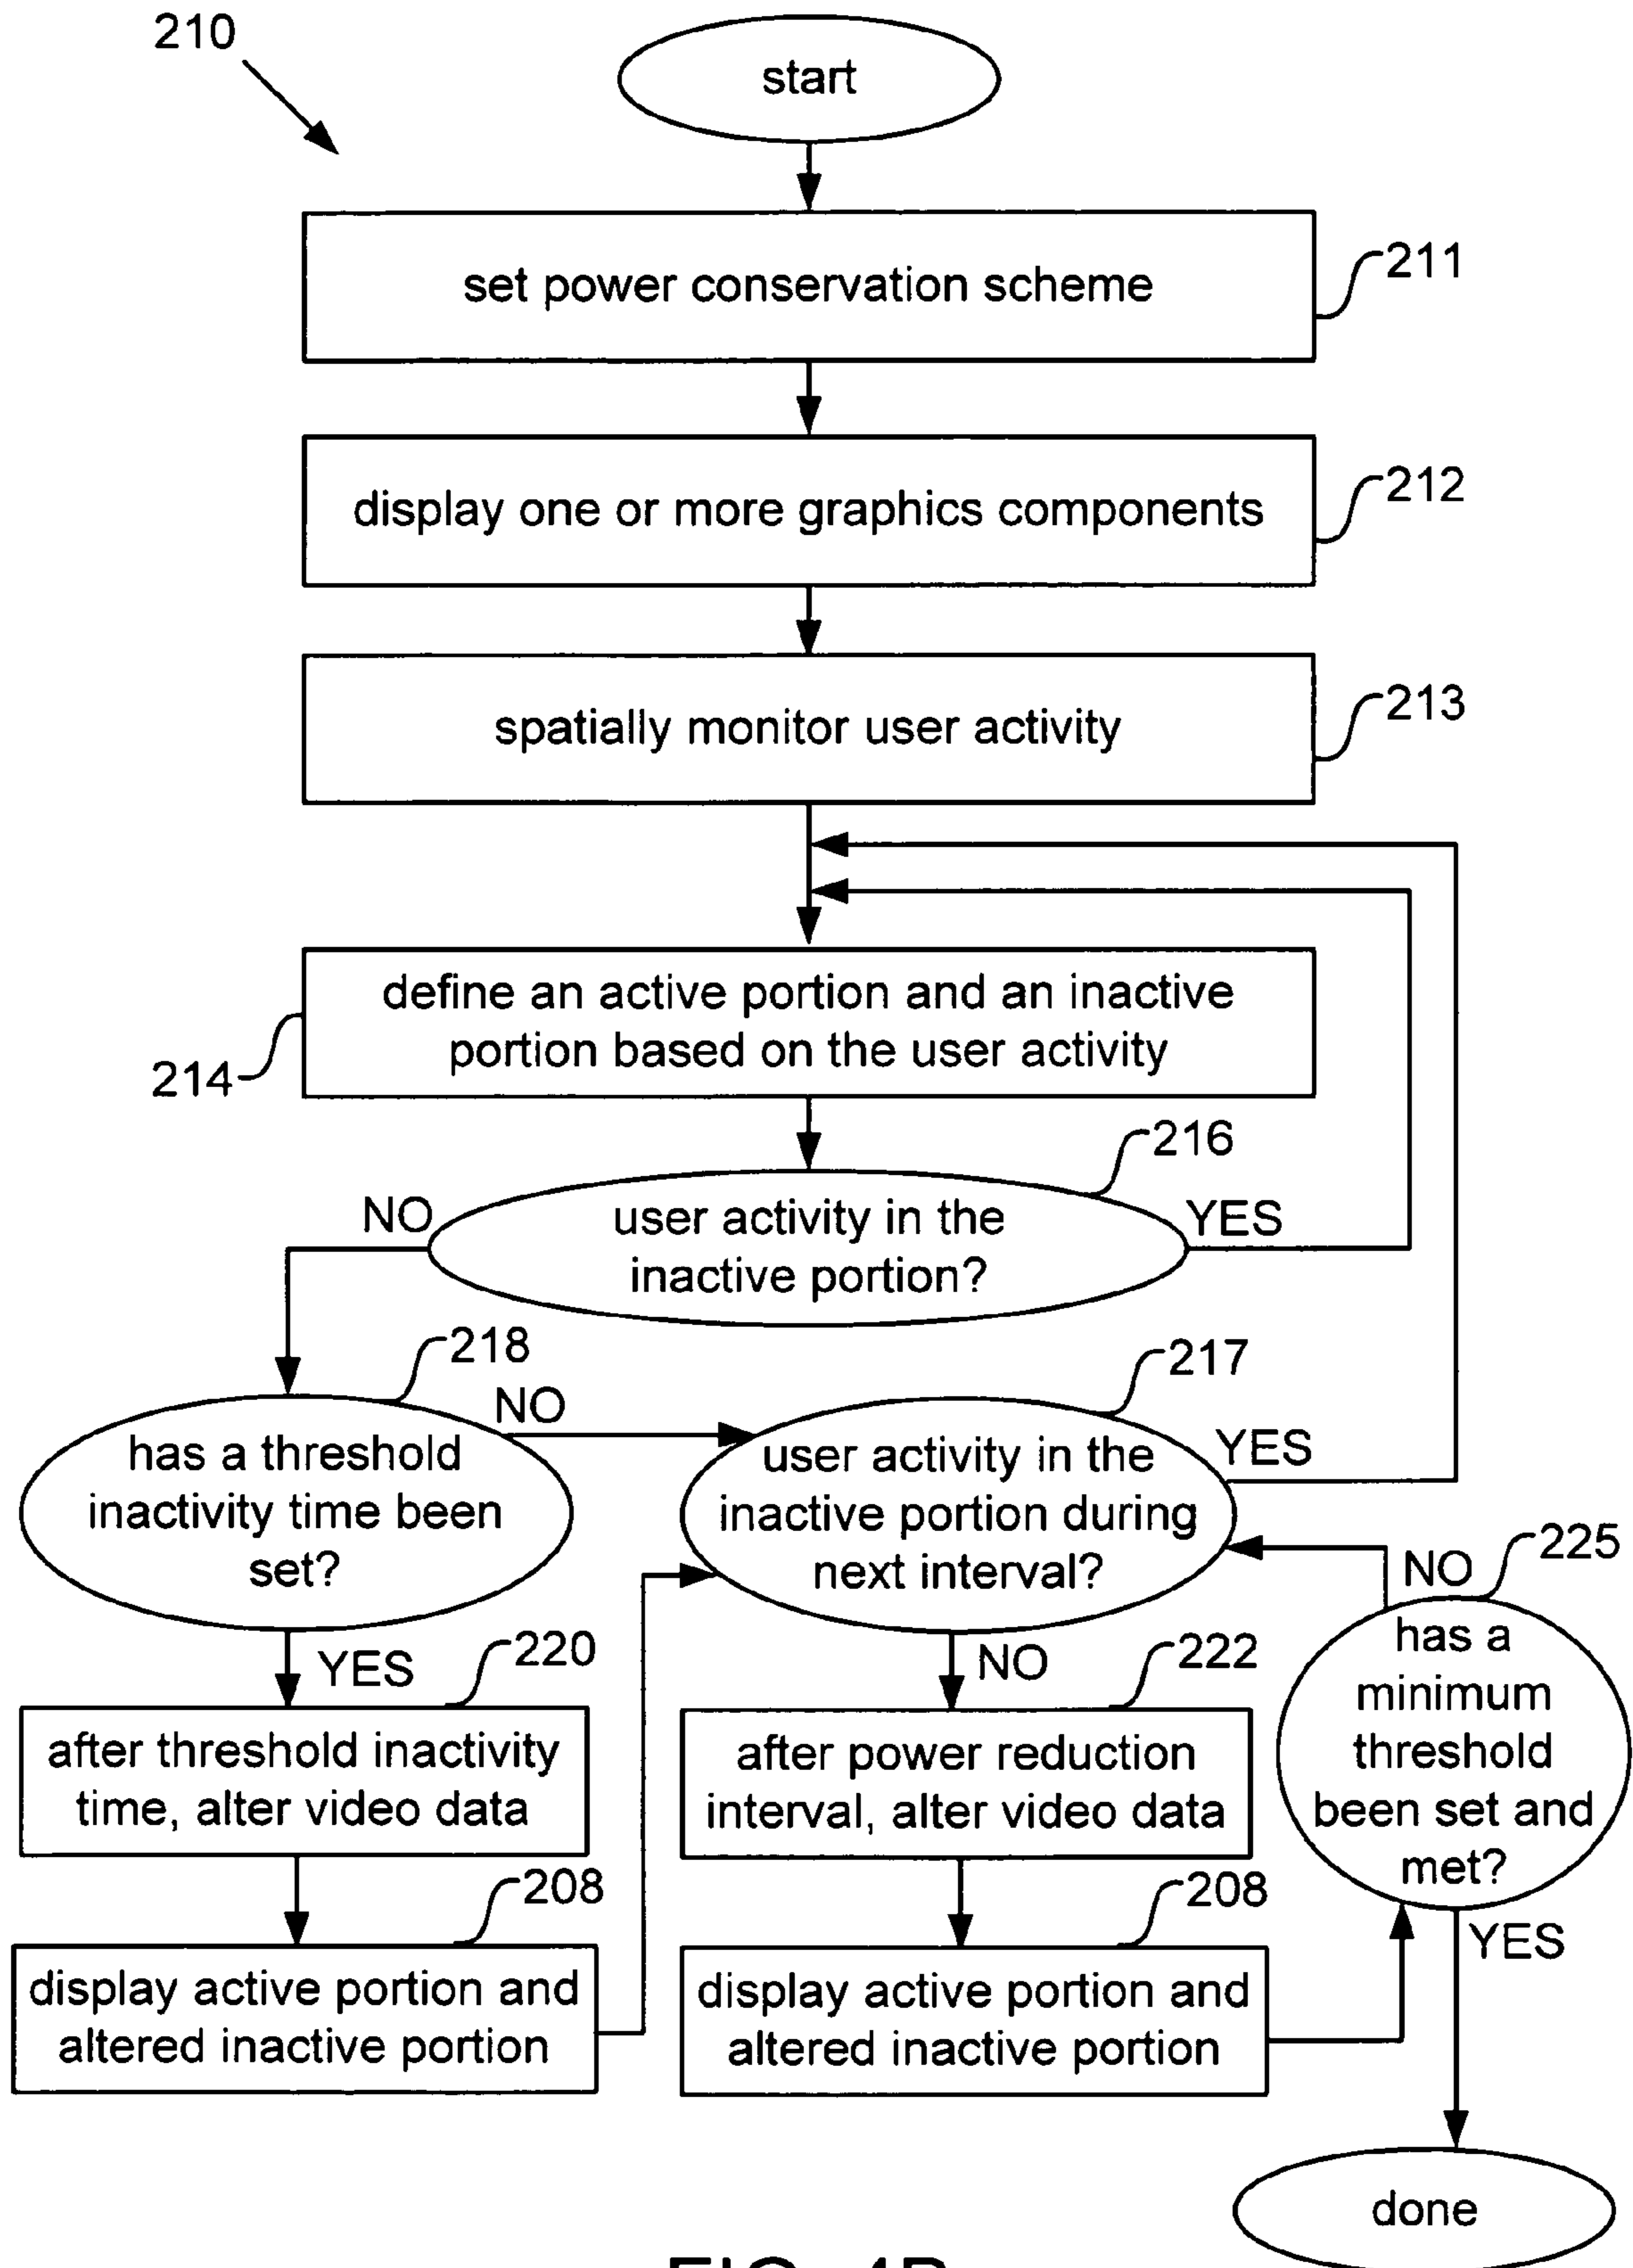 210
start
set power conservation scheme
211
display one or more graphics components
212
spatially monitor user activity
213
define an active portion and an inactive
portion based on the user activity
214
216
NO
user activity in the
inactive portion?
YES
218
NO
has a threshold
inactivity time been
set?
217
user activity in the
inactive portion during
next interval?
YES
225
NO
has a
minimum
threshold
been set and
met?
YES
220
YES
after threshold inactivity
time, alter video data
NO
222
after power reduction
interval, alter video data
208
display active portion and
altered inactive portion
208
display active portion and
altered inactive portion
done